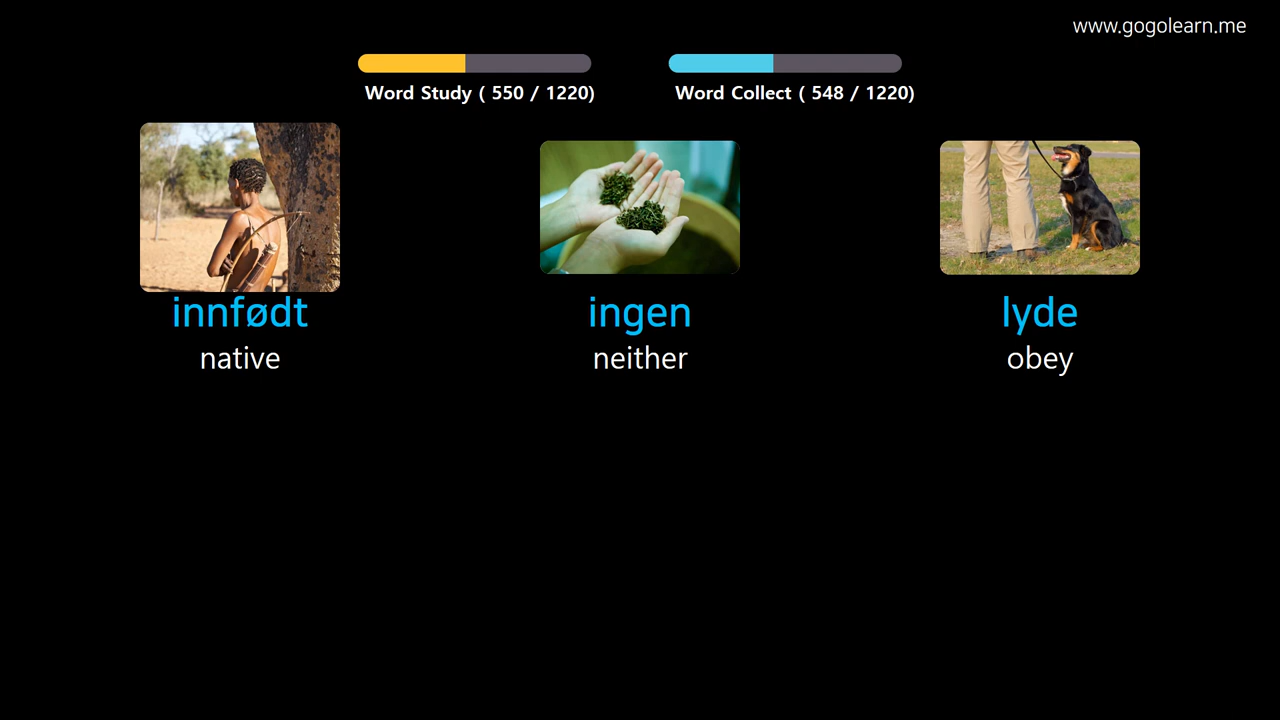 www.gogolearn.me
Word Study ( 550 / 1220)
Word Collect ( 548 / 1220)
innfødt
ingen
lyde
native
neither
obey